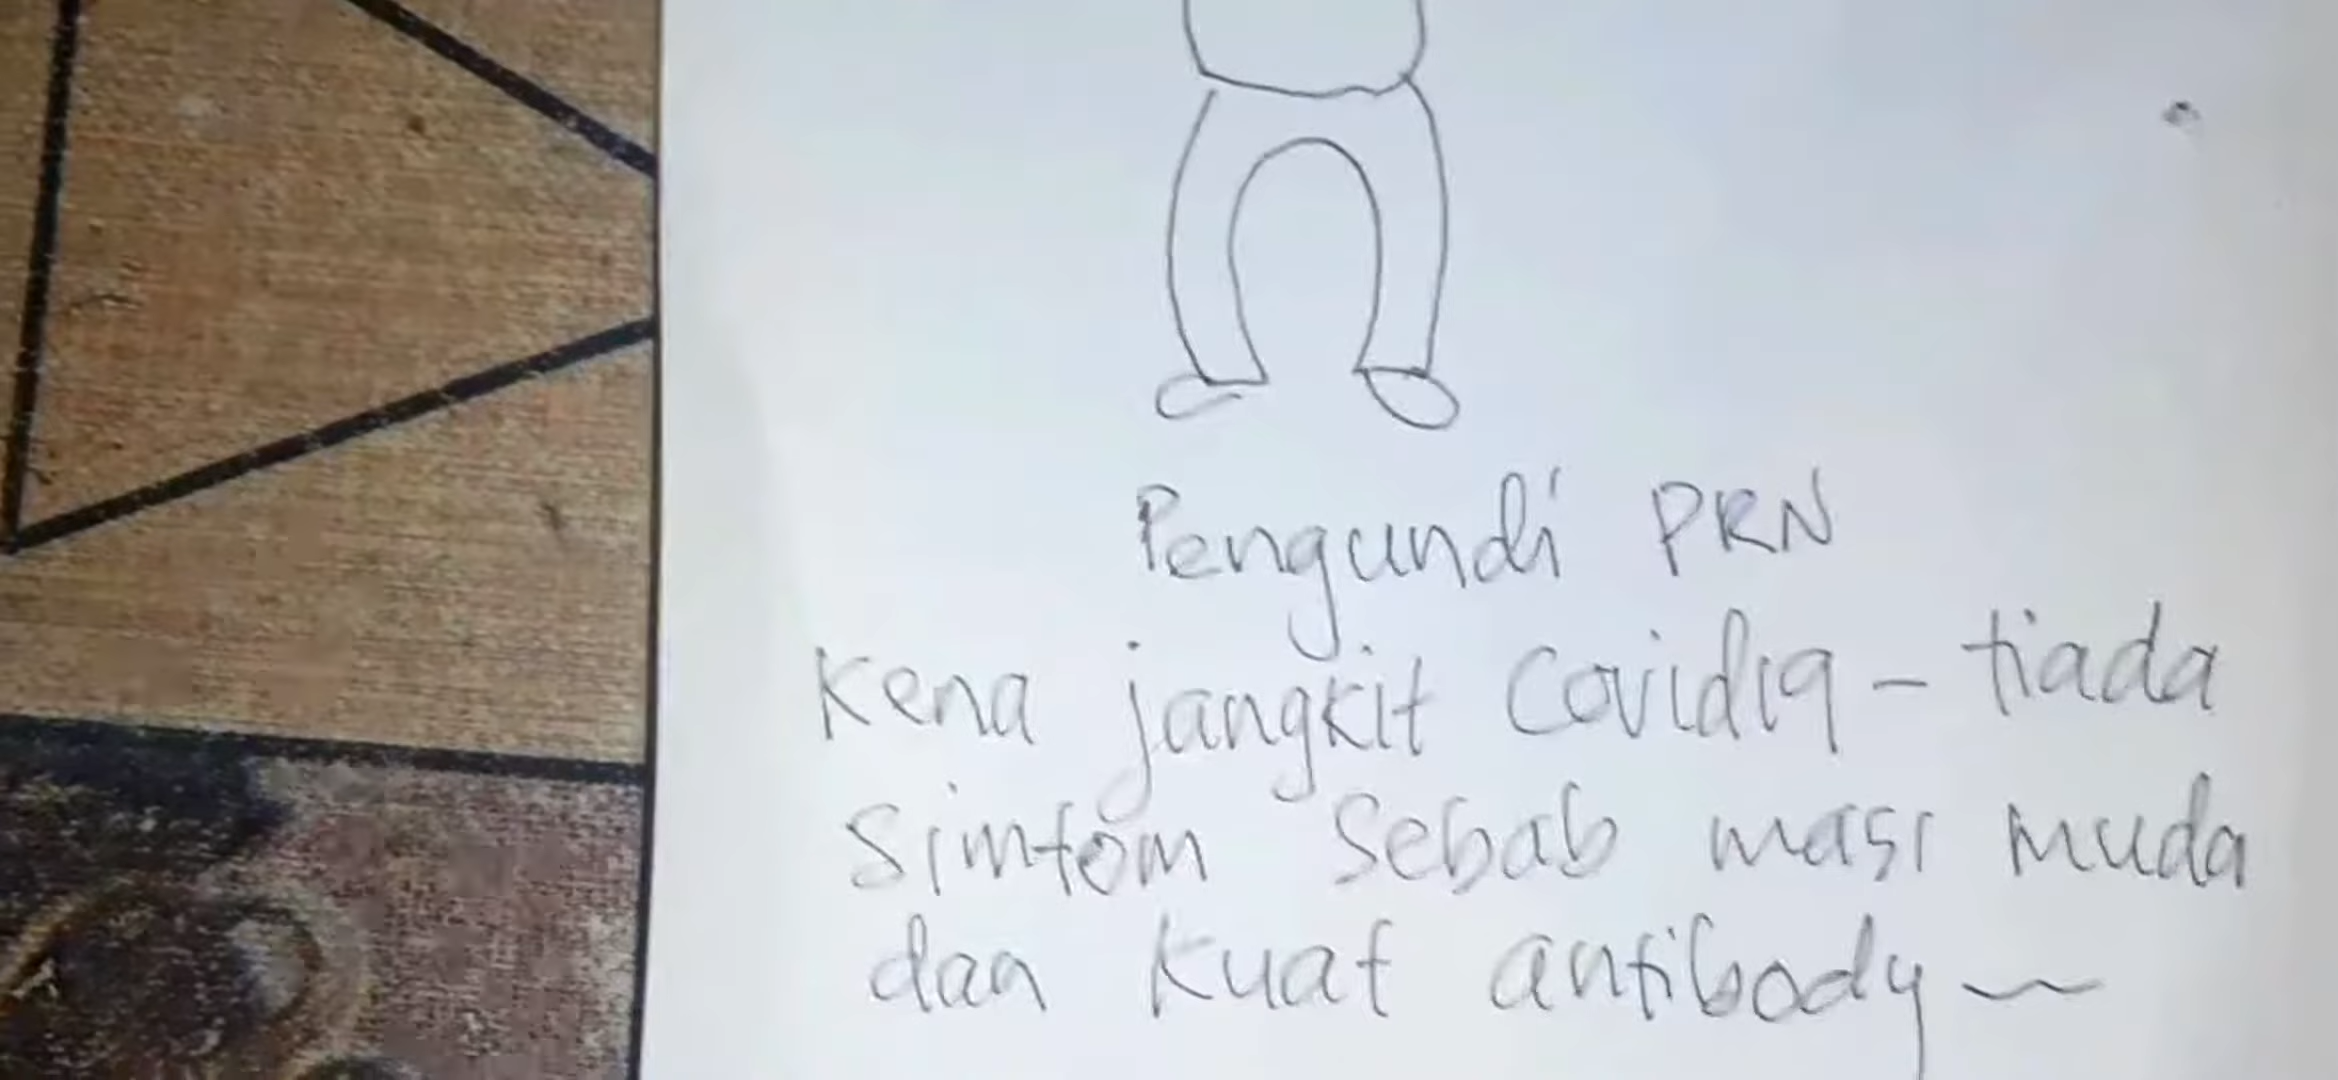 Pengundi PRN
Kena jangkit Covid19 - tiada
Simtom Sebab masi muda
dan Kuat antibody ~